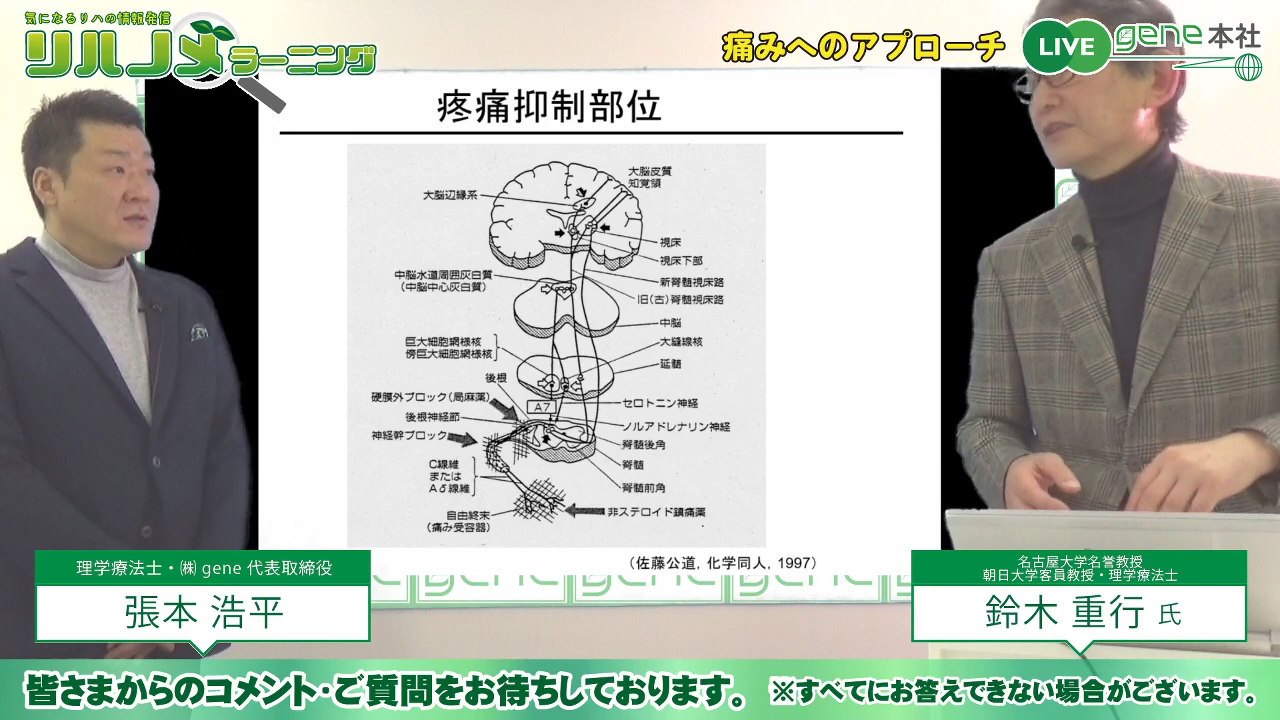 気になるリハの情報発信
リハノメ
ラーニング
痛みへのアプローチ
LIVE
gene 本社
疼痛抑制部位
大脳皮質
知覚領
大脳辺縁系
視床
視床下部
中脳水道周囲灰白質
(中脳中心灰白質)
新脊髄視床路
旧(古)脊髄視床路
中脳
巨大細胞網様核
傍巨大細胞網様核
大縫線核
延髄
後根
硬膜外ブロック(局麻薬)
A7
セロトニン神経
後根神経節
ノルアドレナリン神経
神経幹ブロック
脊髄後角
C線維
または
Aδ線維
脊髄
脊髄前角
自由終末
(痛み受容器)
非ステロイド鎮痛薬
(佐藤公道, 化学同人, 1997)
gene gene gene gene
理学療法士・㈱ gene 代表取締役
張本 浩平
名古屋大学名誉教授
朝日大学客員教授・理学療法士
鈴木 重行 氏
皆さまからのコメント・ご質問をお待ちしております。 ※すべてにお答えできない場合がございます。